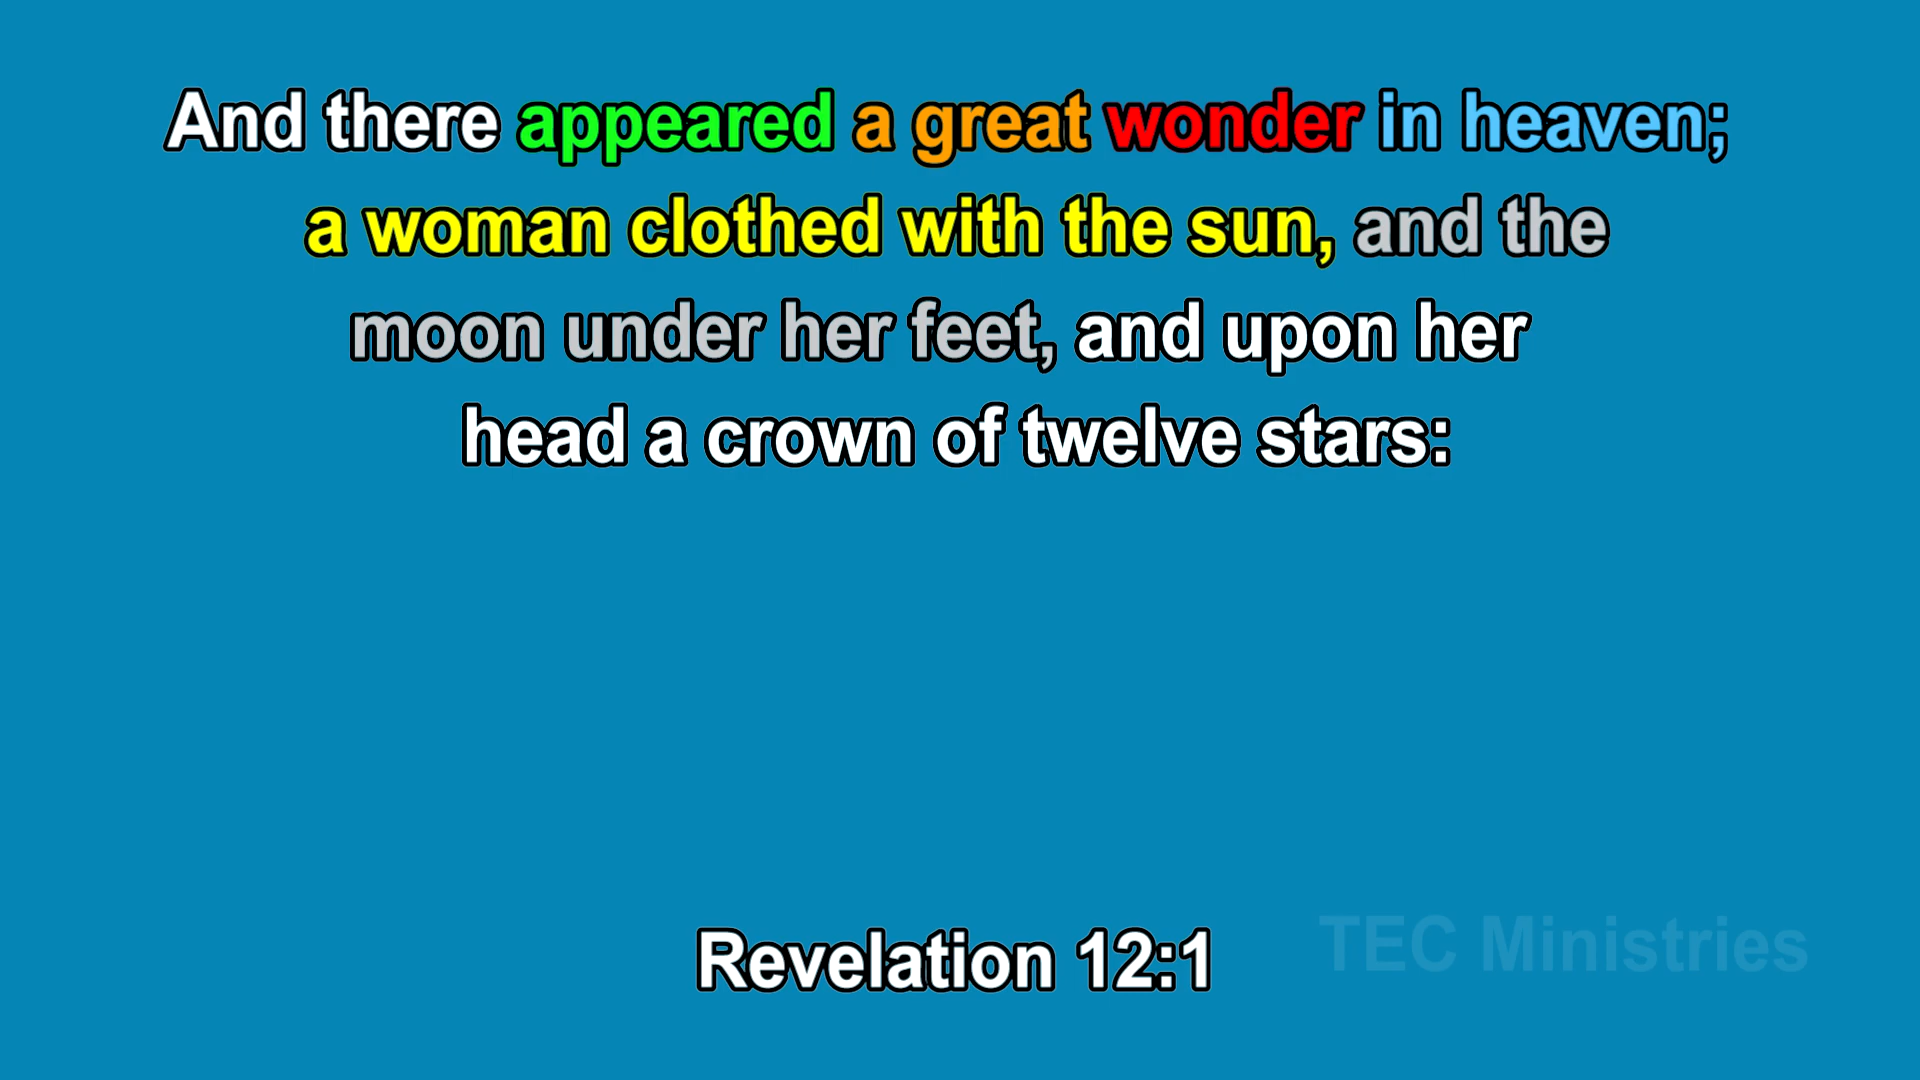 And there appeared a great wonder in heaven;
a woman clothed with the sun, and the
moon under her feet, and upon her
head a crown of twelve stars:
Revelation 12:1
TEC Ministries